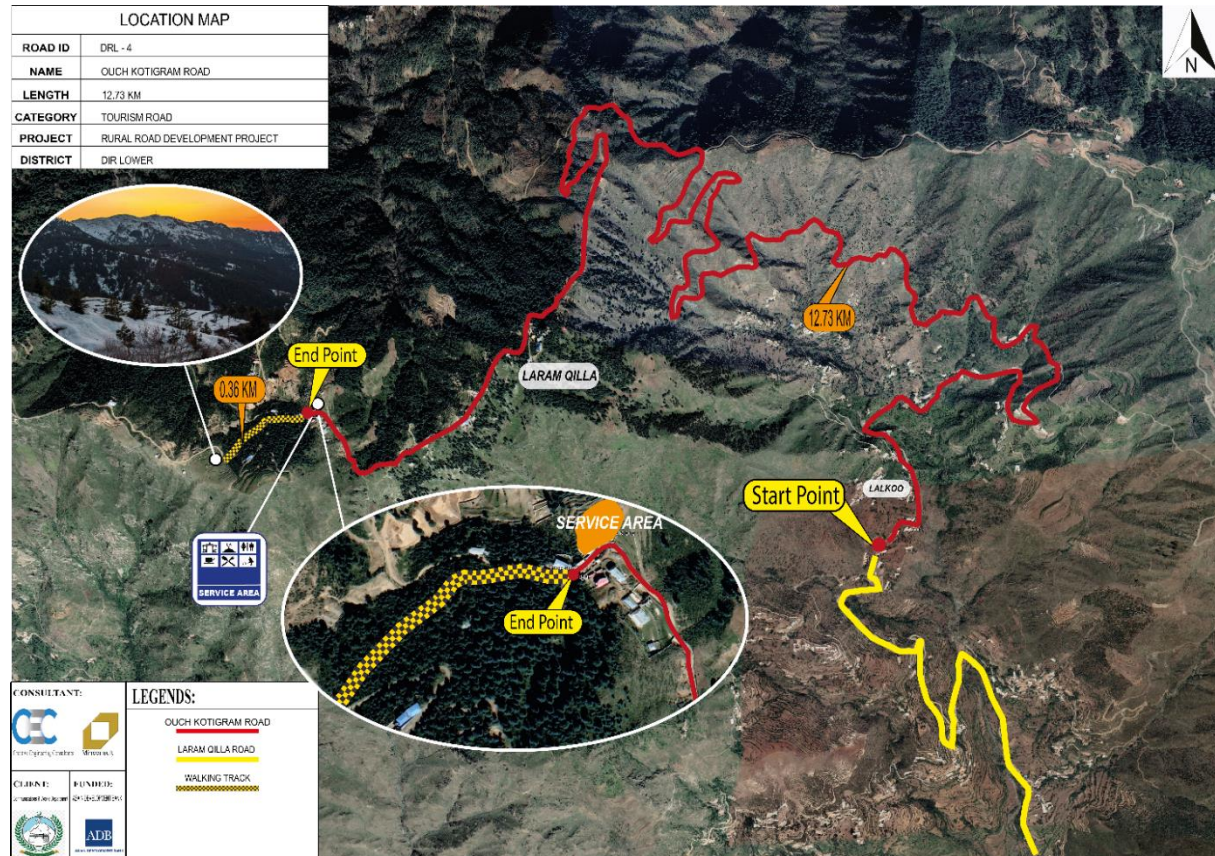 LOCATION MAP
ROAD ID DRL - 4
NAME OUCH KOTIGRAM ROAD
LENGTH 12.73 KM
CATEGORY TOURISM ROAD
PROJECT RURAL ROAD DEVELOPMENT PROJECT
DISTRICT DIR LOWER
N
12.73 KM
End Point
LARAM QILLA
0.36 KM
Start Point
LALKOO
SERVICE AREA
End Point
SERVICE AREA
CONSULTANT:
CLIENT:
FUNDED:
ADB
LEGENDS:
OUCH KOTIGRAM ROAD
LARAM QILLA ROAD
WALKING TRACK